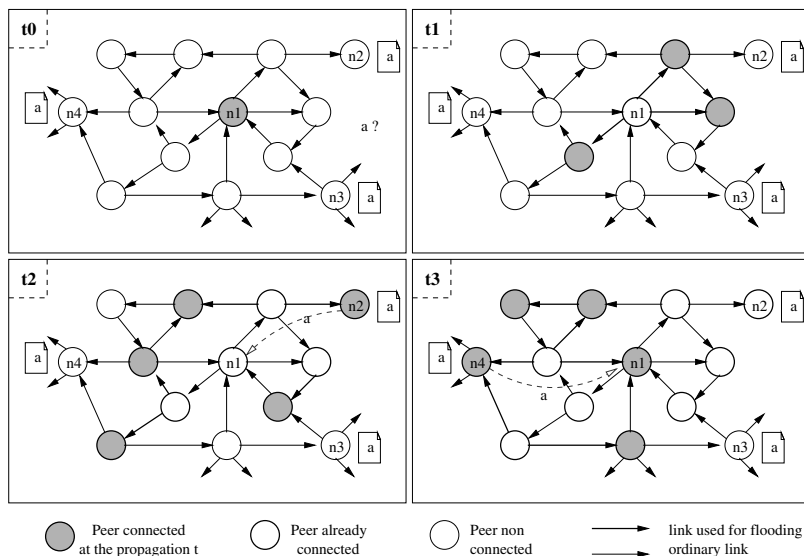 t0
n2
a
a
n4
n1
a ?
n3
a
t1
n2
a
a
n4
n1
n3
a
t2
n2
a
a
a
n4
n1
n3
a
t3
n2
a
a
n4
n1
a
n3
a
Peer connected
at the propagation t
Peer already
connected
Peer non
connected
link used for flooding
ordinary link